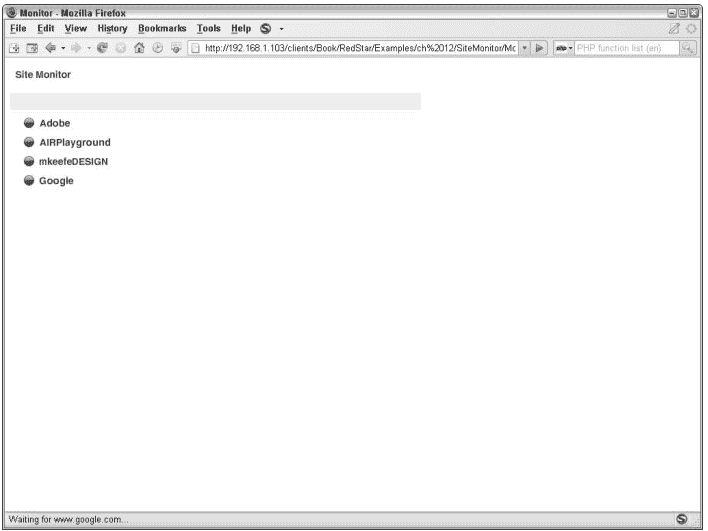 Monitor - Mozilla Firefox
File Edit View History Bookmarks Tools Help
http://192.168.1.103/clients/Book/RedStar/Examples/ch%2012/SiteMonitor/Mc
PHP function list (en)
Site Monitor
Adobe
AIRPlayground
mkeefeDESIGN
Google
Waiting for www.google.com...